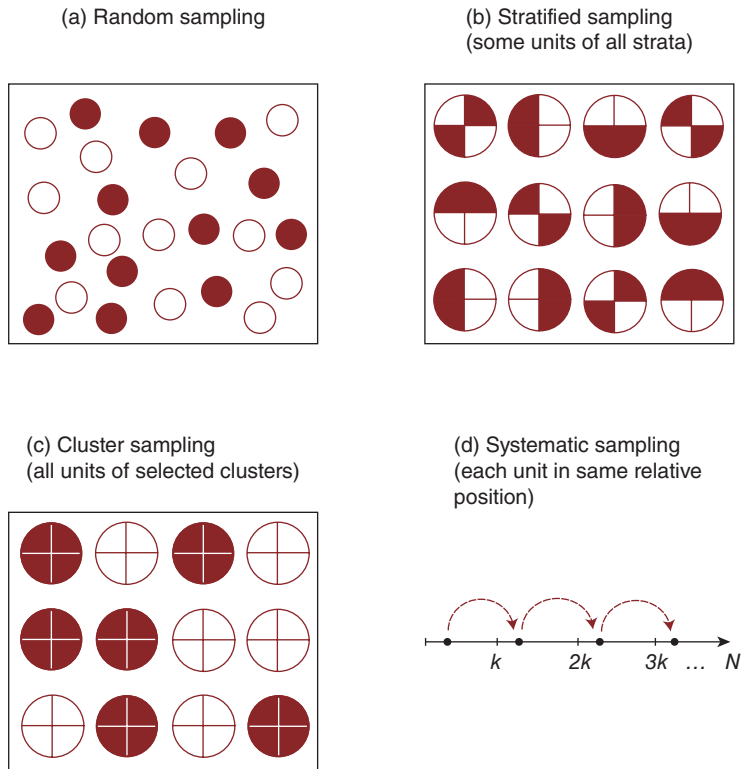 (a) Random sampling
(b) Stratified sampling
(some units of all strata)
(c) Cluster sampling
(all units of selected clusters)
(d) Systematic sampling
(each unit in same relative
position)
k 2k 3k ... N